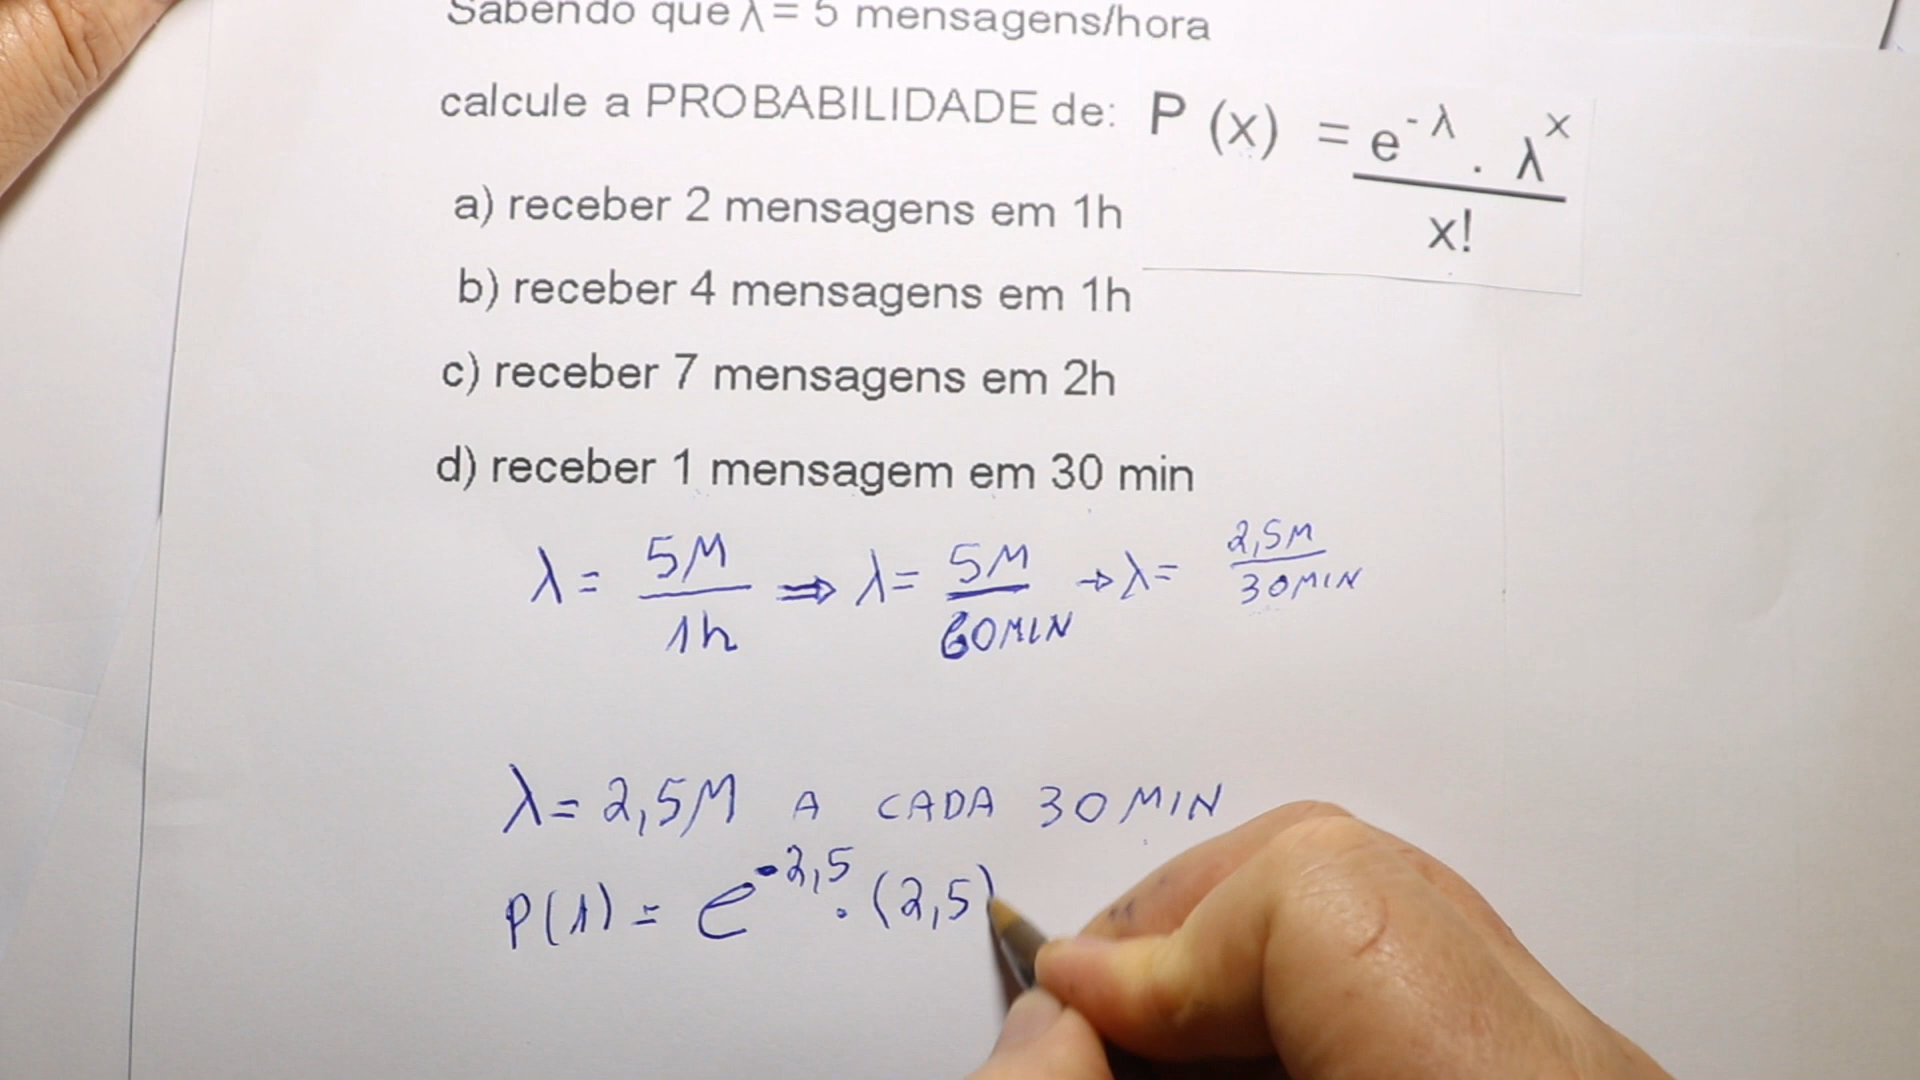 Sabendo que λ = 5 mensagens/hora
calcule a PROBABILIDADE de: P (x) = e^-λ . λ^x
x!
a) receber 2 mensagens em 1h
b) receber 4 mensagens em 1h
c) receber 7 mensagens em 2h
d) receber 1 mensagem em 30 min
λ = 5M / 1h ⇒ λ = 5M / 60MIN → λ = 2,5M / 30MIN
λ = 2,5M A CADA 30MIN
P(1) = e^-2,5 . (2,5)